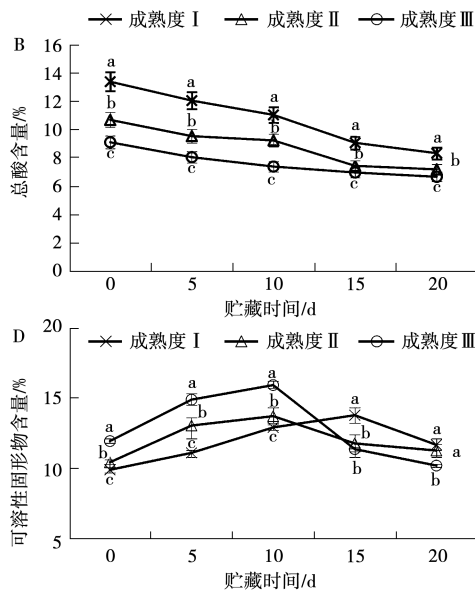 B
成熟度Ⅰ 成熟度Ⅱ 成熟度Ⅲ
16
14
12
10
8
6
4
2
0
总酸含量/%
a a a a a
b b b b b
c c c c c
0 5 10 15 20
贮藏时间/d
D
成熟度Ⅰ 成熟度Ⅱ 成熟度Ⅲ
20
15
10
5
可溶性固形物含量/%
a a a a a
b b b b a
c c c b b
0 5 10 15 20
贮藏时间/d